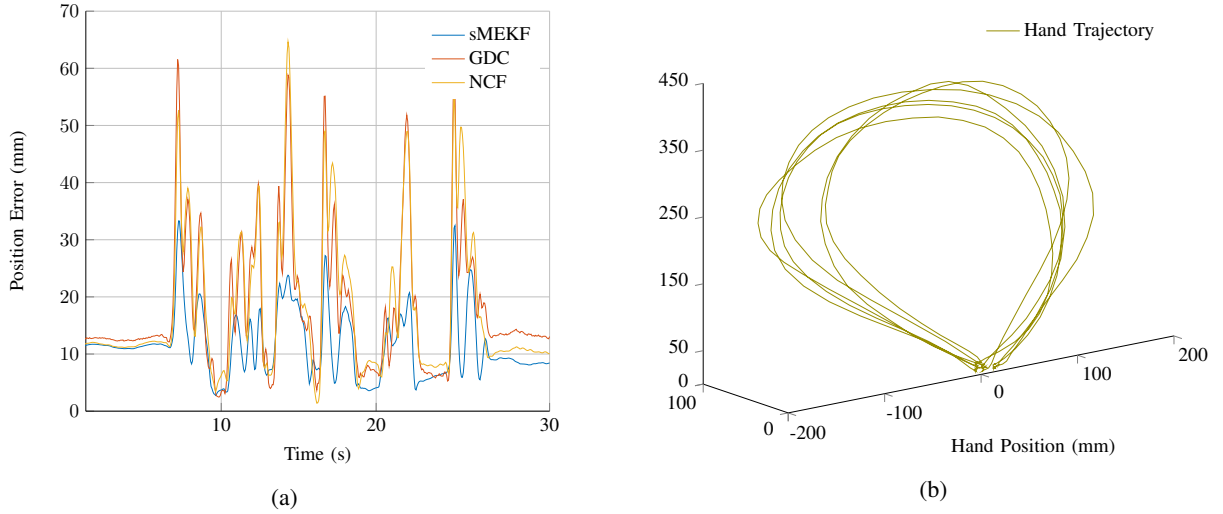 70
60
50
40
30
20
10
0
10
20
30
Position Error (mm)
Time (s)
sMEKF
GDC
NCF
(a)
Hand Trajectory
450
350
250
150
50
0
100
0
-200
-100
0
100
200
Hand Position (mm)
(b)